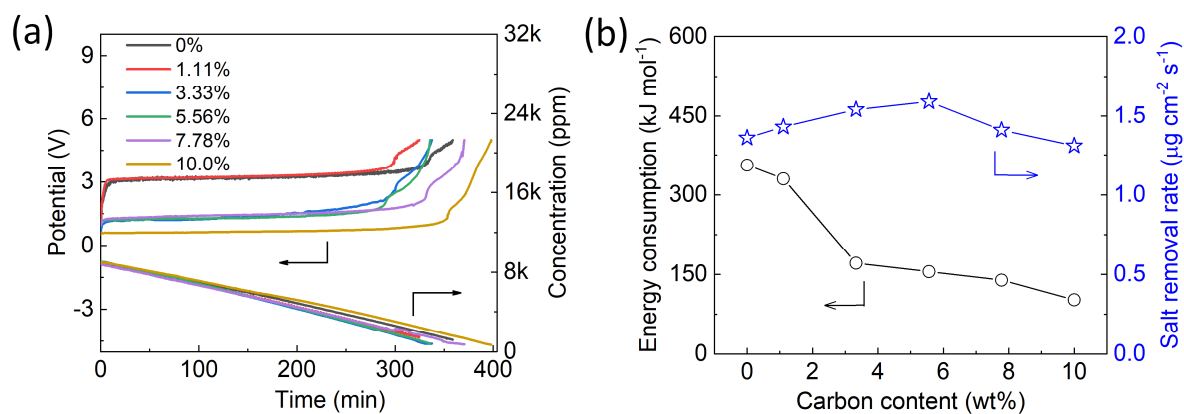 (a)
9
6
3
0
-3
Potential (V)
0%
1.11%
3.33%
5.56%
7.78%
10.0%
32k
24k
16k
8k
0
Concentration (ppm)
0
100
200
300
400
Time (min)
(b)
600
450
300
150
0
Energy consumption (kJ mol⁻¹)
2.0
1.5
1.0
0.5
0.0
Salt removal rate (μg cm⁻² s⁻¹)
0
2
4
6
8
10
Carbon content (wt%)